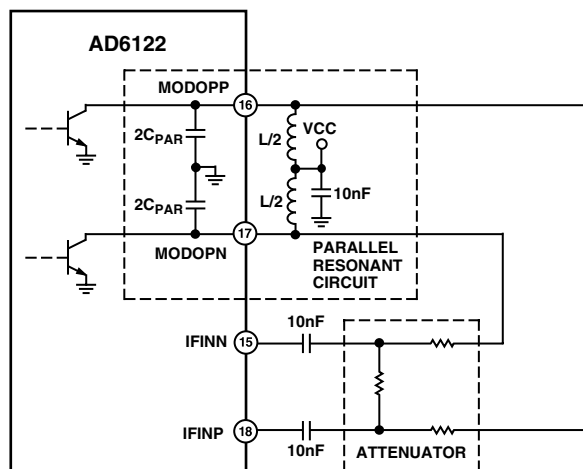 AD6122
MODOPP
16
2CPAR
L/2
VCC
2CPAR
L/2
10nF
17
MODOPN
PARALLEL
RESONANT
CIRCUIT
10nF
IFINN
15
IFINP
18
10nF
ATTENUATOR